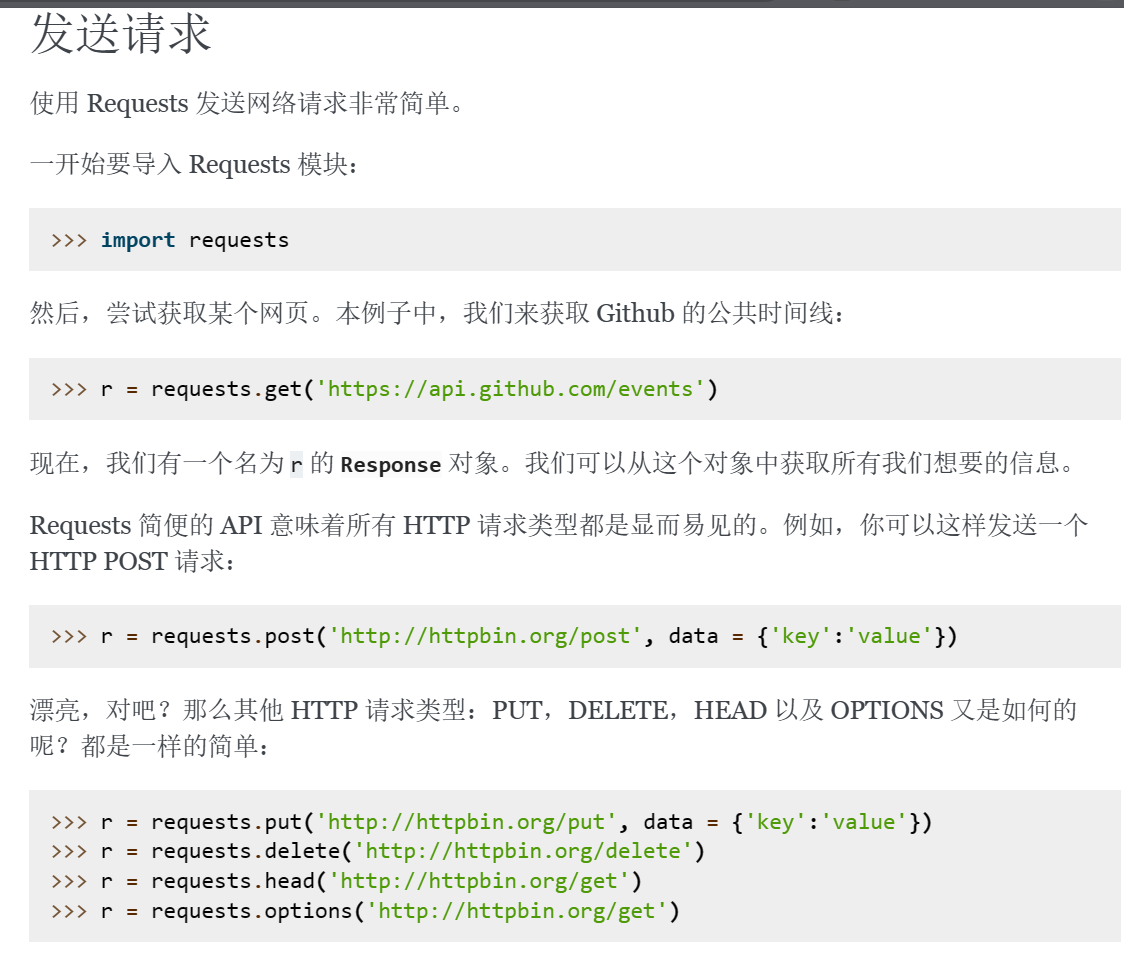 发送请求
使用 Requests 发送网络请求非常简单。
一开始要导入 Requests 模块：
>>> import requests
然后，尝试获取某个网页。本例子中，我们来获取 Github 的公共时间线：
>>> r = requests.get('https://api.github.com/events')
现在，我们有一个名为 r 的 Response 对象。我们可以从这个对象中获取所有我们想要的信息。
Requests 简便的 API 意味着所有 HTTP 请求类型都是显而易见的。例如，你可以这样发送一个
HTTP POST 请求：
>>> r = requests.post('http://httpbin.org/post', data = {'key':'value'})
漂亮，对吧？那么其他 HTTP 请求类型：PUT，DELETE，HEAD 以及 OPTIONS 又是如何的
呢？都是一样的简单：
>>> r = requests.put('http://httpbin.org/put', data = {'key':'value'})
>>> r = requests.delete('http://httpbin.org/delete')
>>> r = requests.head('http://httpbin.org/get')
>>> r = requests.options('http://httpbin.org/get')